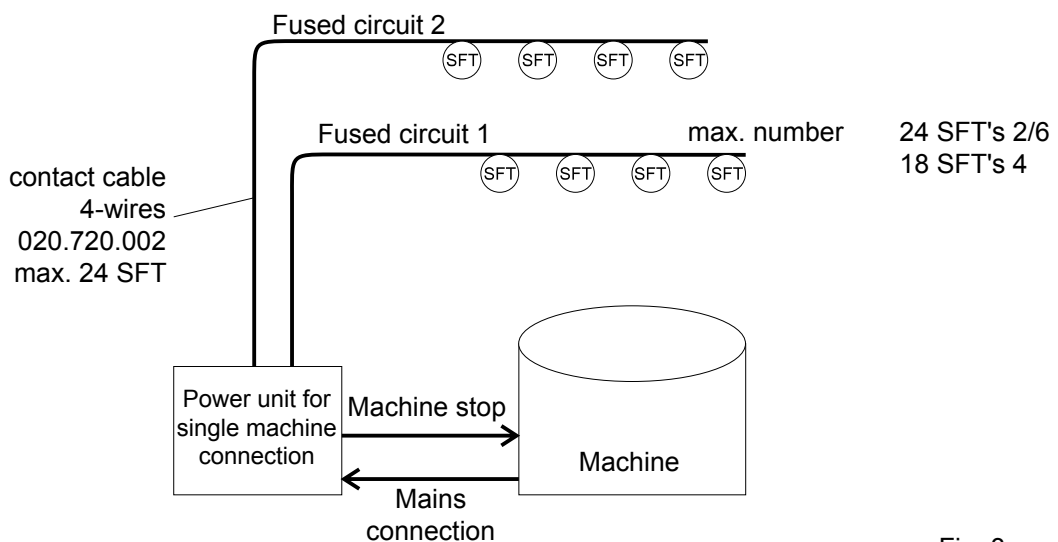 Fused circuit 2
SFT SFT SFT SFT
Fused circuit 1
max. number 24 SFT's 2/6
18 SFT's 4
SFT SFT SFT SFT
contact cable
4-wires
020.720.002
max. 24 SFT
Power unit for
single machine
connection
Machine stop
Machine
Mains
connection